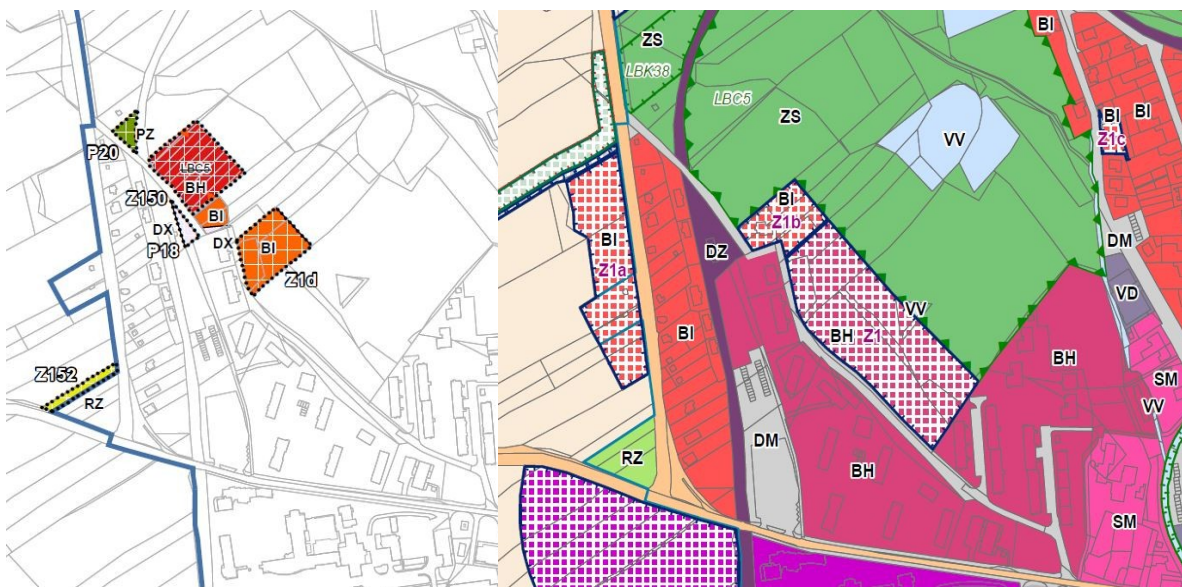 PZ
P20
LBC5
BH
Z150
BI
DX
P18
DX
BI
Z1d
Z152
RZ
ZS
LBK38
LBC5
ZS
VV
BI
BI
BI
Z1c
BI
Z1b
BI
Z1a
DZ
DM
VD
VV
BH
Z1
BI
BH
SM
VV
DM
RZ
BH
SM